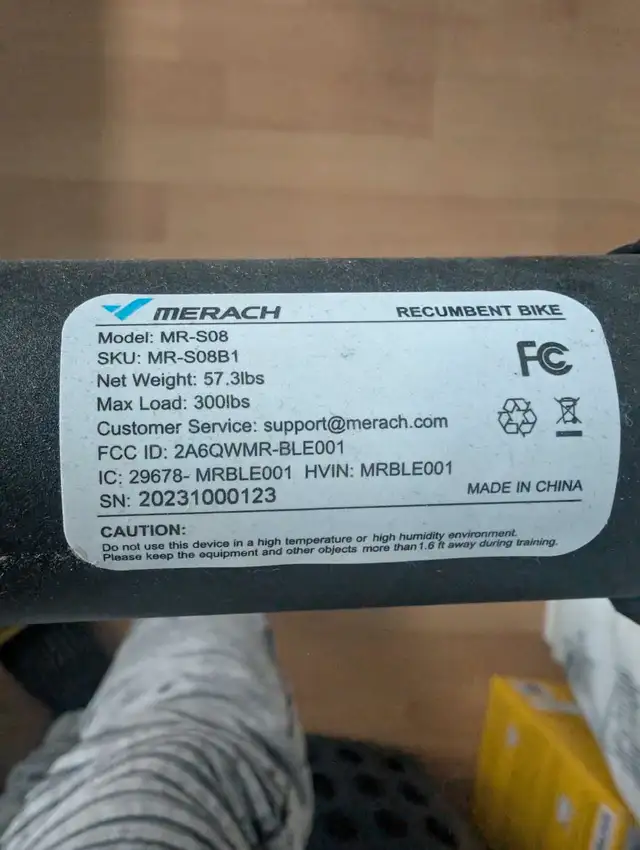 MERACH RECUMBENT BIKE
Model: MR-S08
SKU: MR-S08B1
Net Weight: 57.3lbs
Max Load: 300lbs
Customer Service: support@merach.com
FCC ID: 2A6QWMR-BLE001
IC: 29678- MRBLE001 HVIN: MRBLE001
SN: 20231000123
MADE IN CHINA
CAUTION:
Do not use this device in a high temperature or high humidity environment.
Please keep the equipment and other objects more than 1.6 ft away during training.
FC